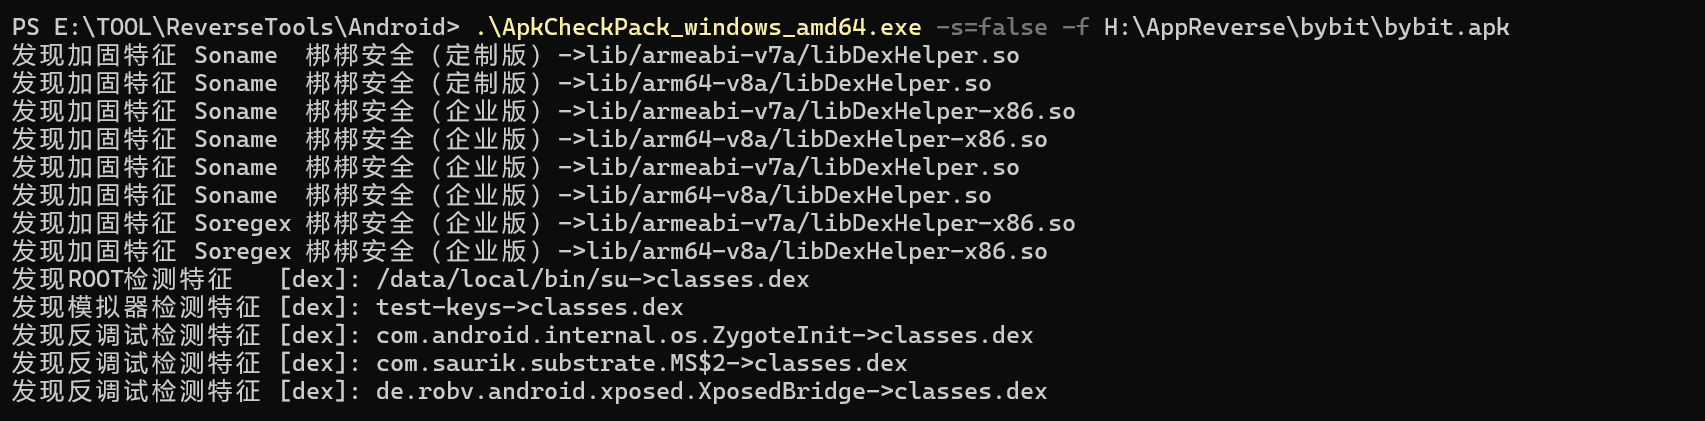 PS E:\TOOL\ReverseTools\Android> .\ApkCheckPack_windows_amd64.exe -s=false -f H:\AppReverse\bybit\bybit.apk
发现加固特征 Soname  梆梆安全（定制版）->lib/armeabi-v7a/libDexHelper.so
发现加固特征 Soname  梆梆安全（定制版）->lib/arm64-v8a/libDexHelper.so
发现加固特征 Soname  梆梆安全（企业版）->lib/armeabi-v7a/libDexHelper-x86.so
发现加固特征 Soname  梆梆安全（企业版）->lib/arm64-v8a/libDexHelper-x86.so
发现加固特征 Soname  梆梆安全（企业版）->lib/armeabi-v7a/libDexHelper.so
发现加固特征 Soname  梆梆安全（企业版）->lib/arm64-v8a/libDexHelper.so
发现加固特征 Soregex 梆梆安全（企业版）->lib/armeabi-v7a/libDexHelper-x86.so
发现加固特征 Soregex 梆梆安全（企业版）->lib/arm64-v8a/libDexHelper-x86.so
发现ROOT检测特征   [dex]: /data/local/bin/su->classes.dex
发现模拟器检测特征 [dex]: test-keys->classes.dex
发现反调试检测特征 [dex]: com.android.internal.os.ZygoteInit->classes.dex
发现反调试检测特征 [dex]: com.saurik.substrate.MS$2->classes.dex
发现反调试检测特征 [dex]: de.robv.android.xposed.XposedBridge->classes.dex